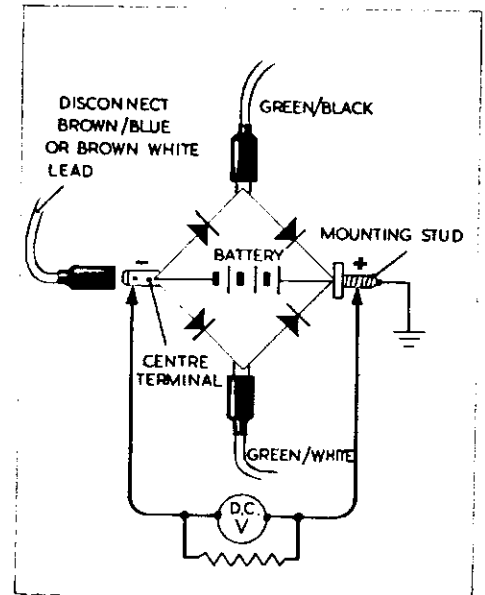 DISCONNECT
BROWN/BLUE
OR BROWN WHITE
LEAD
GREEN/BLACK
MOUNTING STUD
-
BATTERY
+
CENTRE
TERMINAL
GREEN/WHITE
D.C.
V